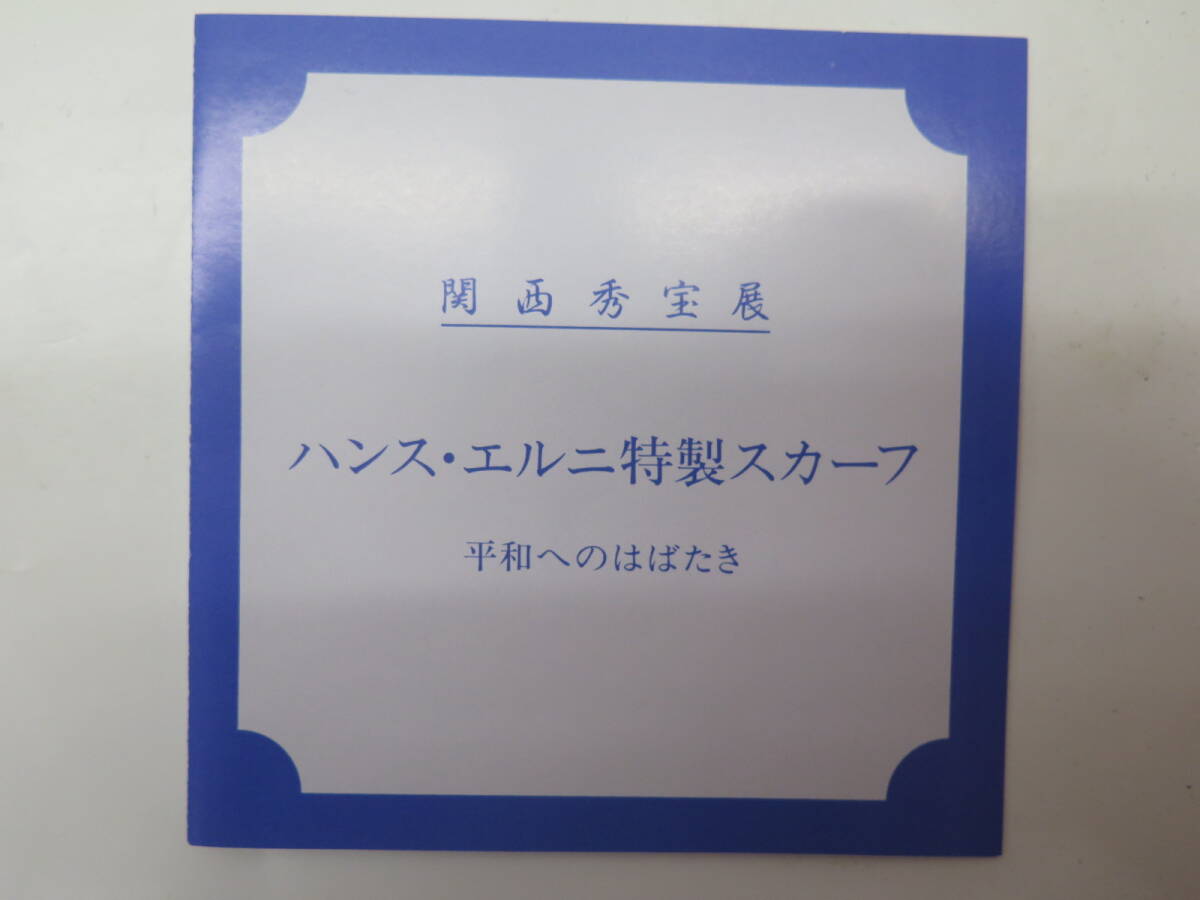 関西秀宝展
ハンス・エルニ特製スカーフ
平和へのはばたき